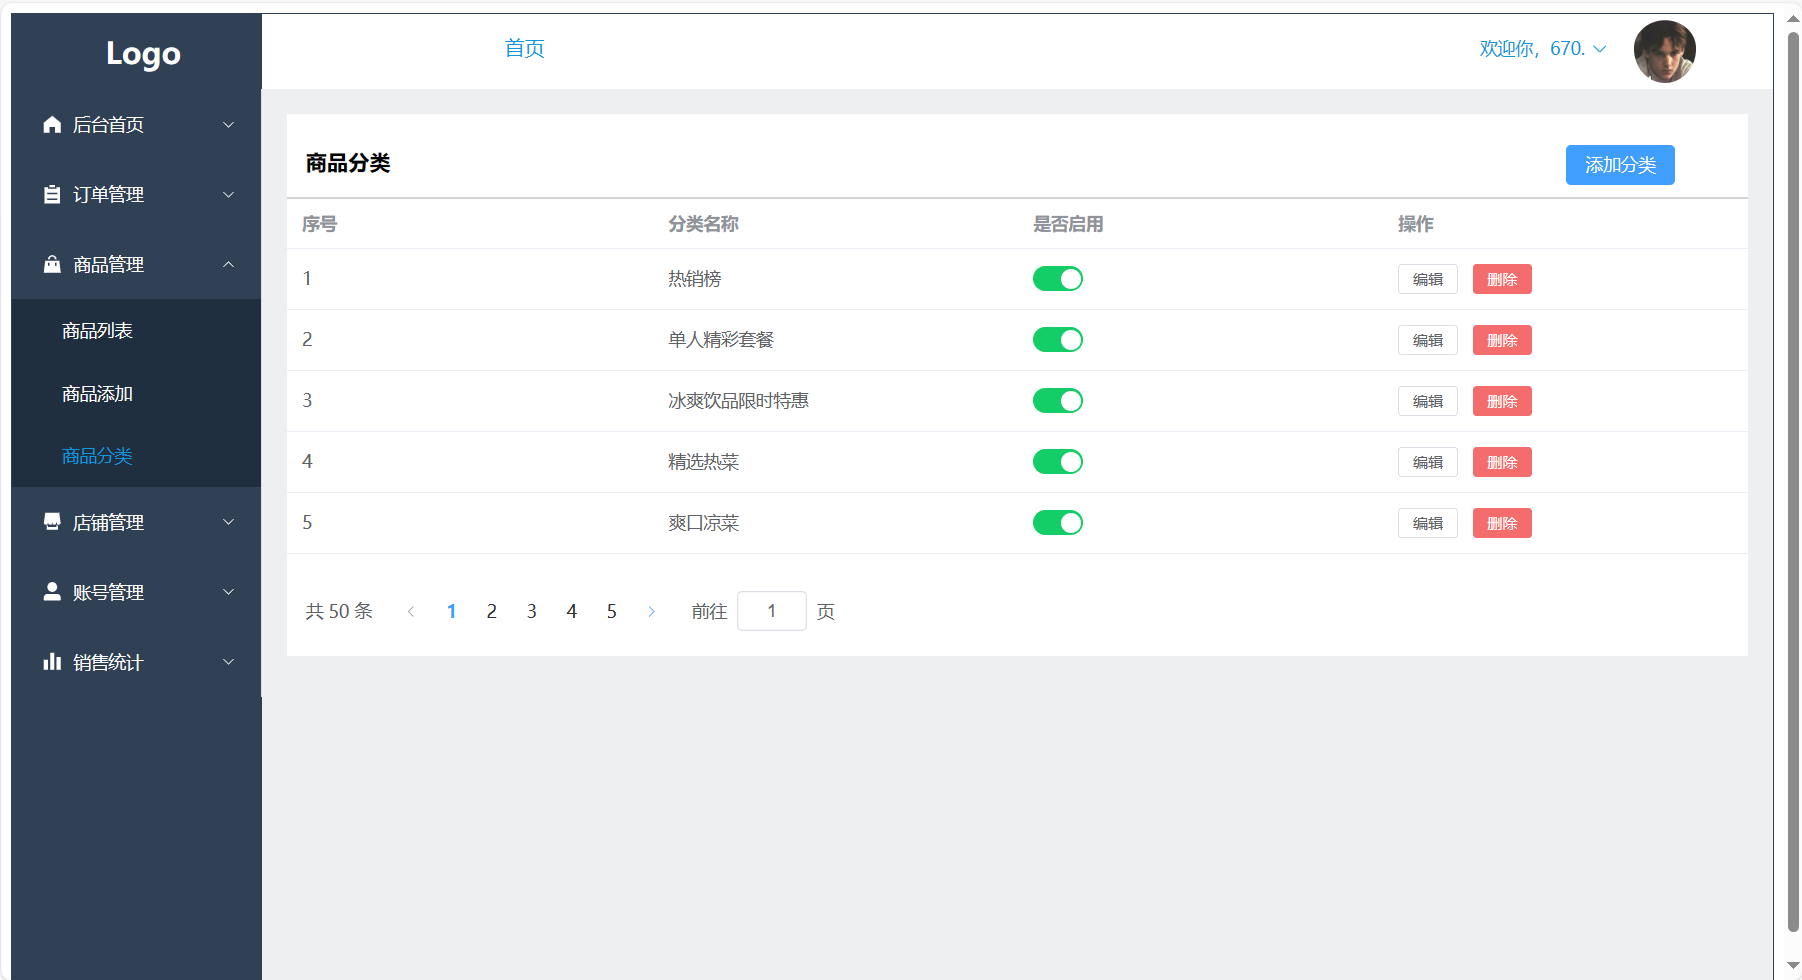 Logo
首页
欢迎你，670.
后台首页
订单管理
商品管理
商品列表
商品添加
商品分类
店铺管理
账号管理
销售统计
商品分类
添加分类
序号 分类名称 是否启用 操作
1 热销榜 编辑 删除
2 单人精彩套餐 编辑 删除
3 冰爽饮品限时特惠 编辑 删除
4 精选热菜 编辑 删除
5 爽口凉菜 编辑 删除
共 50 条 1 2 3 4 5 前往 1 页